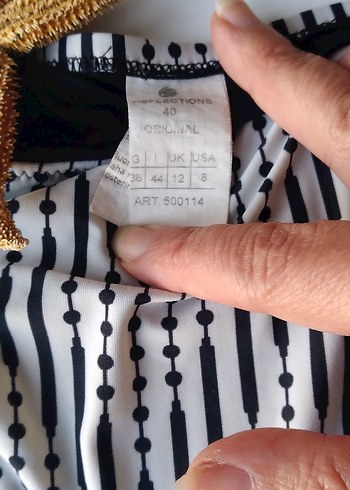 REFLECTIONS
40
ORIGINAL
G I UK USA
38 44 12 8
ART 500114